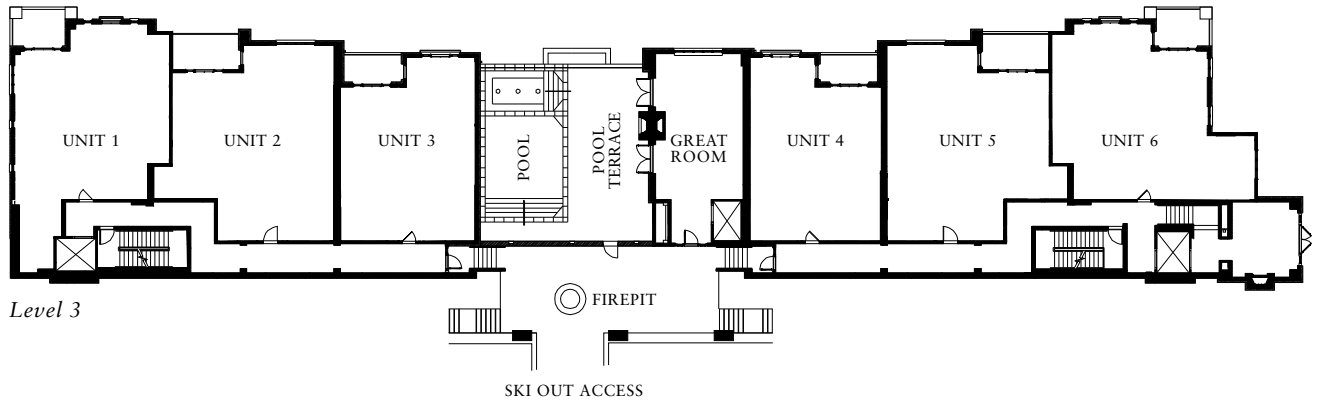 UNIT 1
UNIT 2
UNIT 3
POOL
POOL
TERRACE
GREAT
ROOM
UNIT 4
UNIT 5
UNIT 6
Level 3
FIREPIT
SKI OUT ACCESS